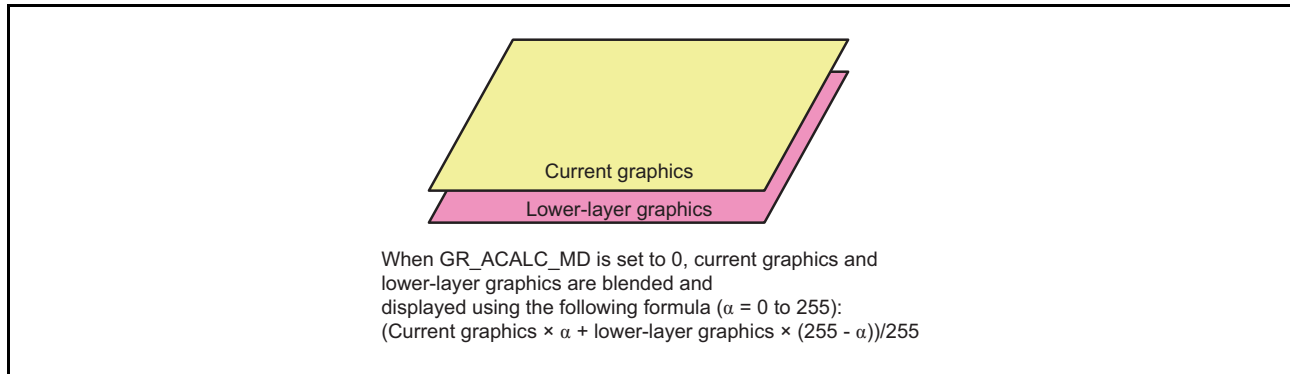 Current graphics
Lower-layer graphics
When GR_ACALC_MD is set to 0, current graphics and
lower-layer graphics are blended and
displayed using the following formula (α = 0 to 255):
(Current graphics × α + lower-layer graphics × (255 - α))/255